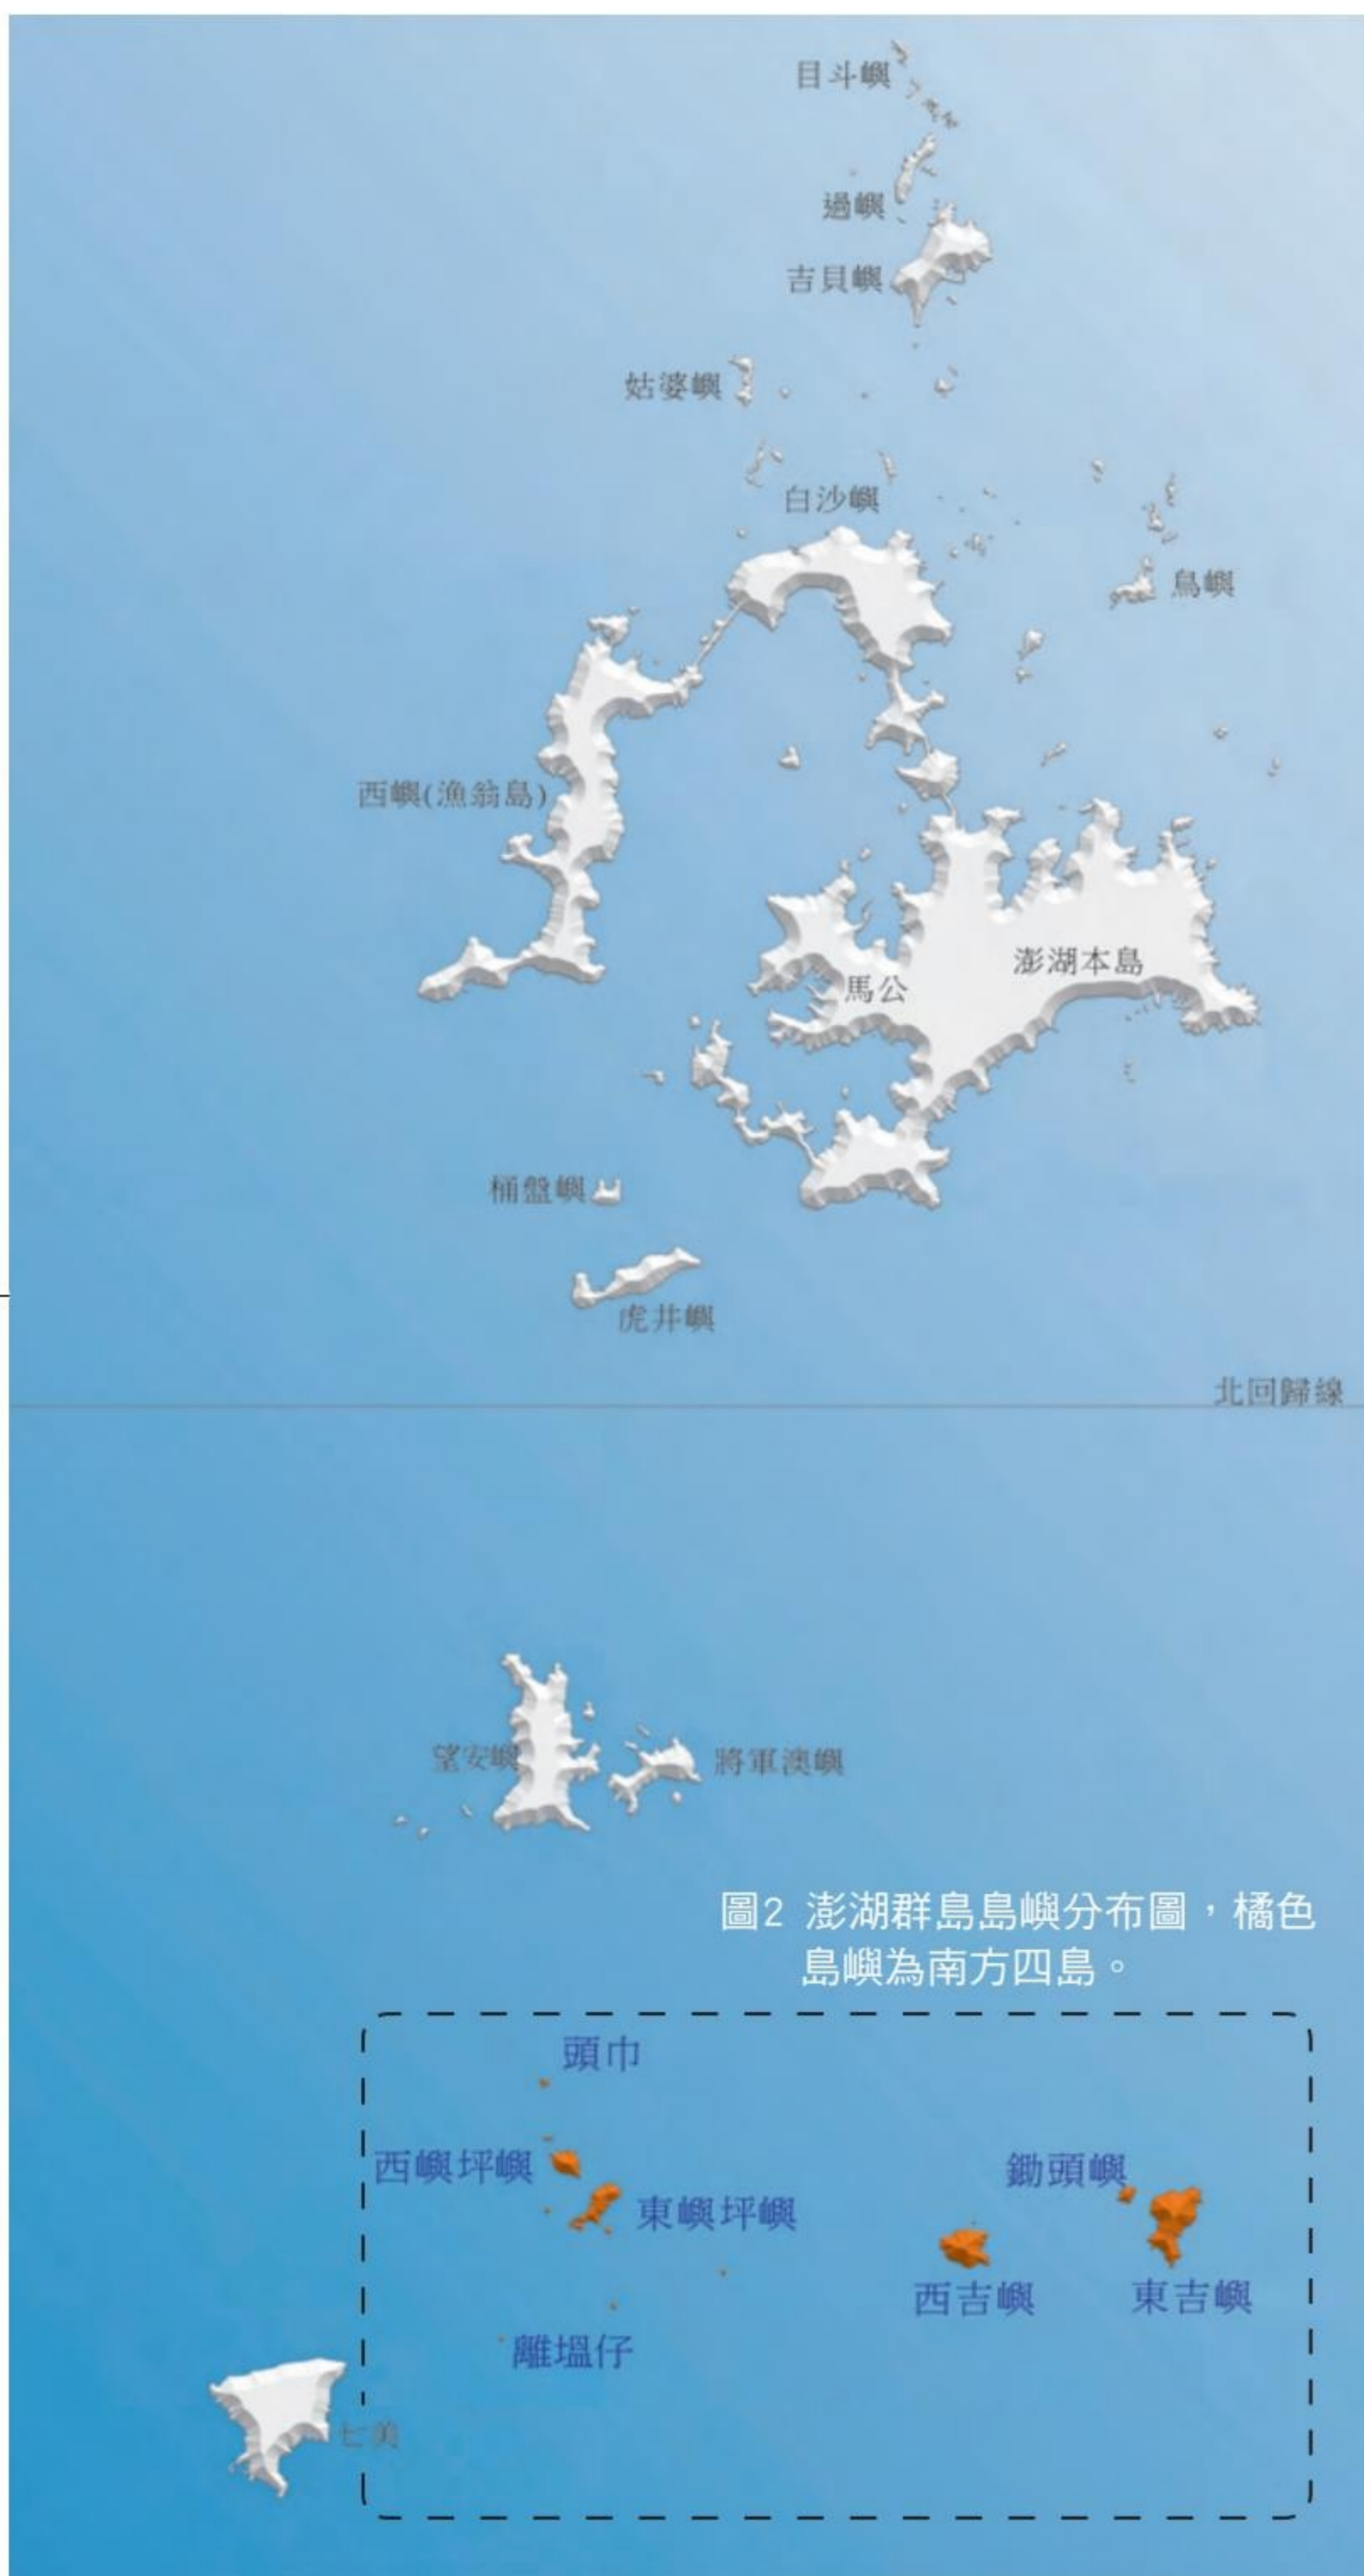 目斗嶼
過嶼
吉貝嶼
姑婆嶼
白沙嶼
鳥嶼
西嶼(漁翁島)
澎湖本島
馬公
桶盤嶼
虎井嶼
北回歸線
望安嶼
將軍澳嶼
圖2 澎湖群島島嶼分布圖，橘色
島嶼為南方四島。
頭巾
西嶼坪嶼
鋤頭嶼
東嶼坪嶼
西吉嶼
東吉嶼
離塭仔
七美